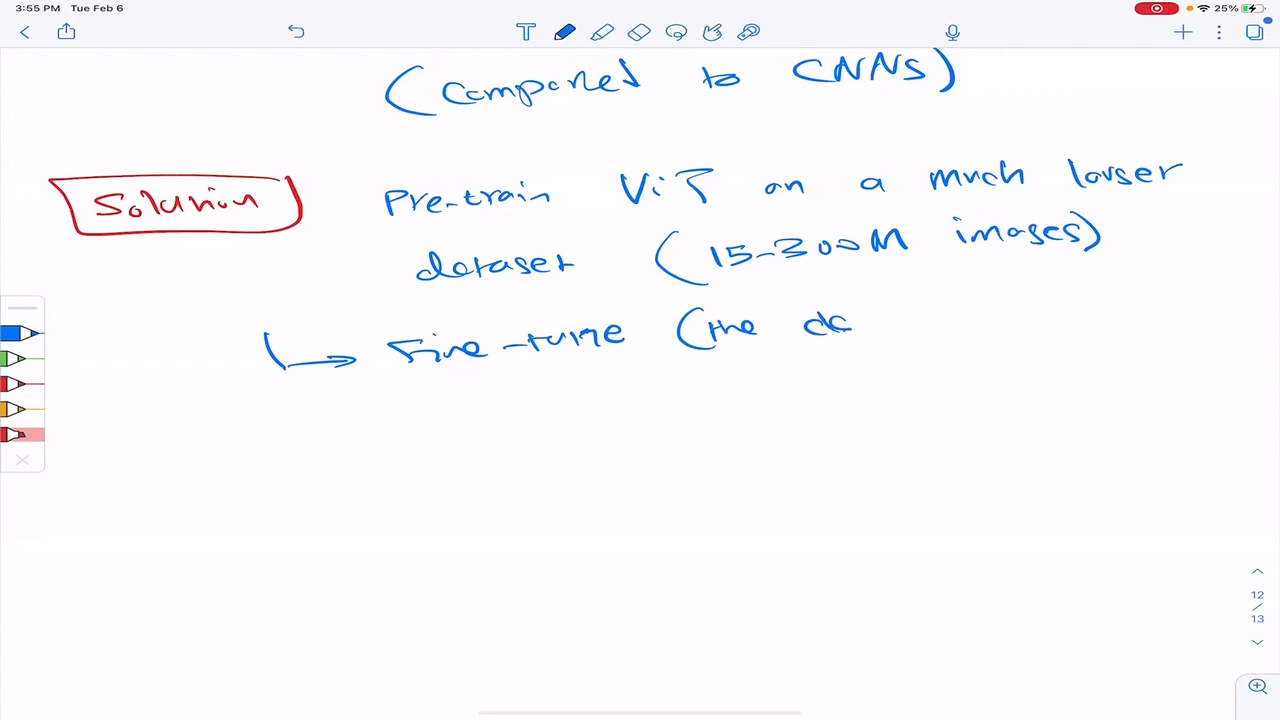 3:55 PM Tue Feb 6
25%
T
(compared to CNNs)
Solution
Pre-train ViT on a much larger
dataset (15-300M images)
Fine-tune (the de
12
/
13